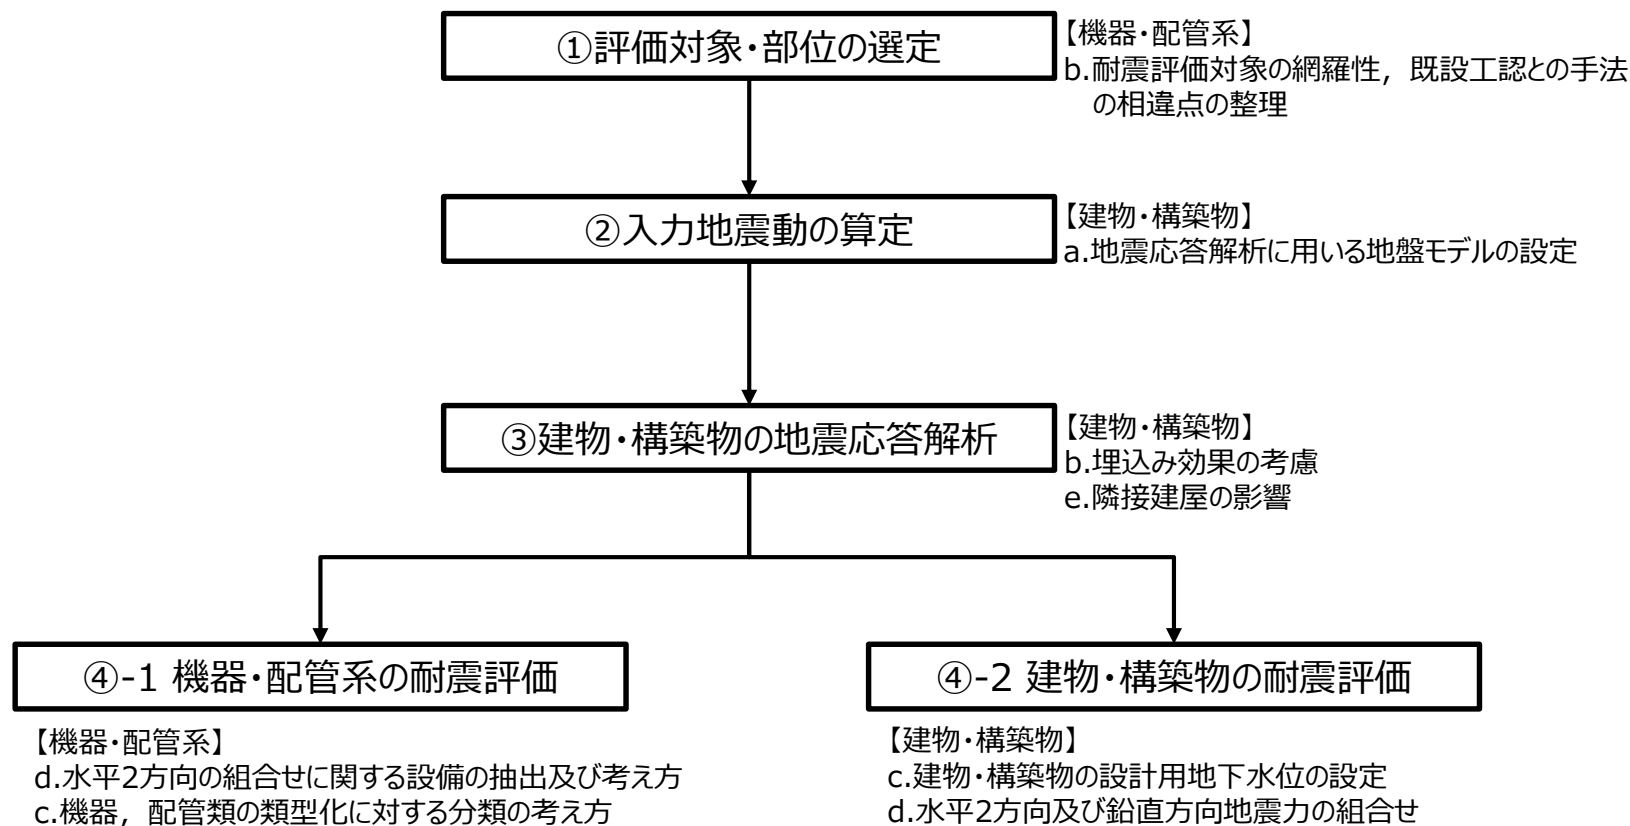 ①評価対象・部位の選定
【機器・配管系】
b.耐震評価対象の網羅性，既設工認との手法
の相違点の整理
②入力地震動の算定
【建物・構築物】
a.地震応答解析に用いる地盤モデルの設定
③建物・構築物の地震応答解析
【建物・構築物】
b.埋込み効果の考慮
e.隣接建屋の影響
④-1 機器・配管系の耐震評価
【機器・配管系】
d.水平2方向の組合せに関する設備の抽出及び考え方
c.機器，配管類の類型化に対する分類の考え方
④-2 建物・構築物の耐震評価
【建物・構築物】
c.建物・構築物の設計用地下水位の設定
d.水平2方向及び鉛直方向地震力の組合せ